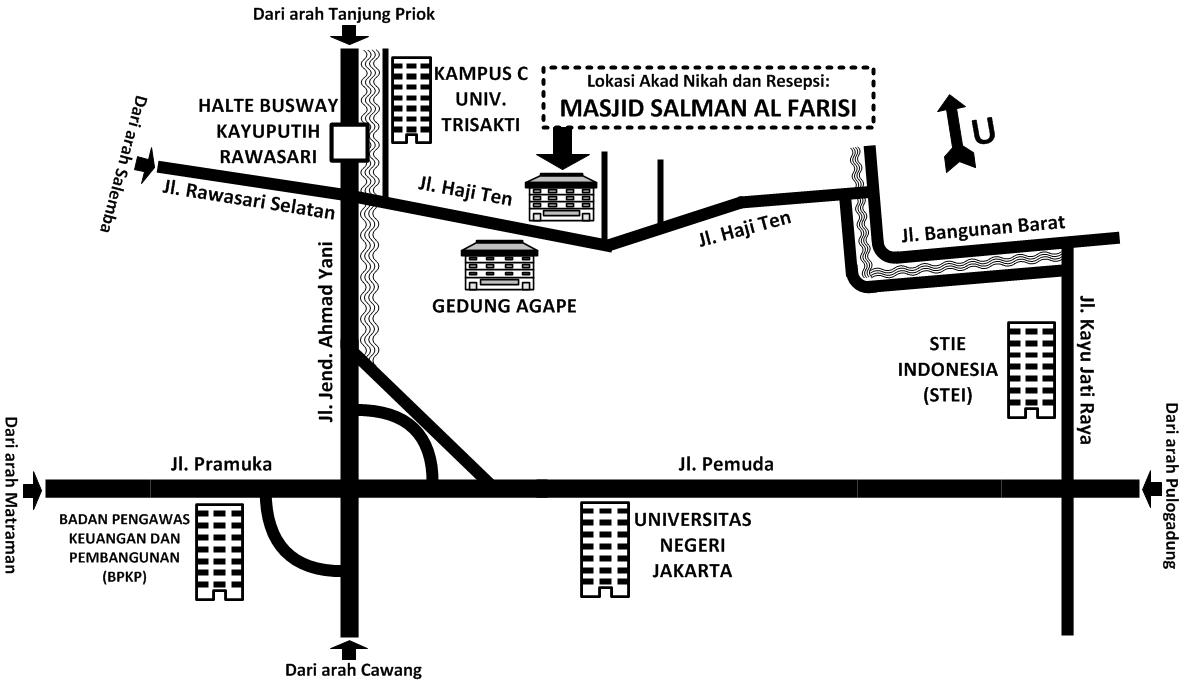 Dari arah Tanjung Priok
KAMPUS C
UNIV.
TRISAKTI
Lokasi Akad Nikah dan Resepsi:
MASJID SALMAN AL FARISI
HALTE BUSWAY
KAYUPUTIH
RAWASARI
U
Dari arah Salemba
Jl. Rawasari Selatan
Jl. Haji Ten
Jl. Haji Ten
Jl. Bangunan Barat
GEDUNG AGAPE
Jl. Jend. Ahmad Yani
STIE
INDONESIA
(STEI)
Jl. Kayu Jati Raya
Dari arah Matraman
Jl. Pramuka
Jl. Pemuda
Dari arah Pulogadung
BADAN PENGAWAS
KEUANGAN DAN
PEMBANGUNAN
(BPKP)
UNIVERSITAS
NEGERI
JAKARTA
Dari arah Cawang